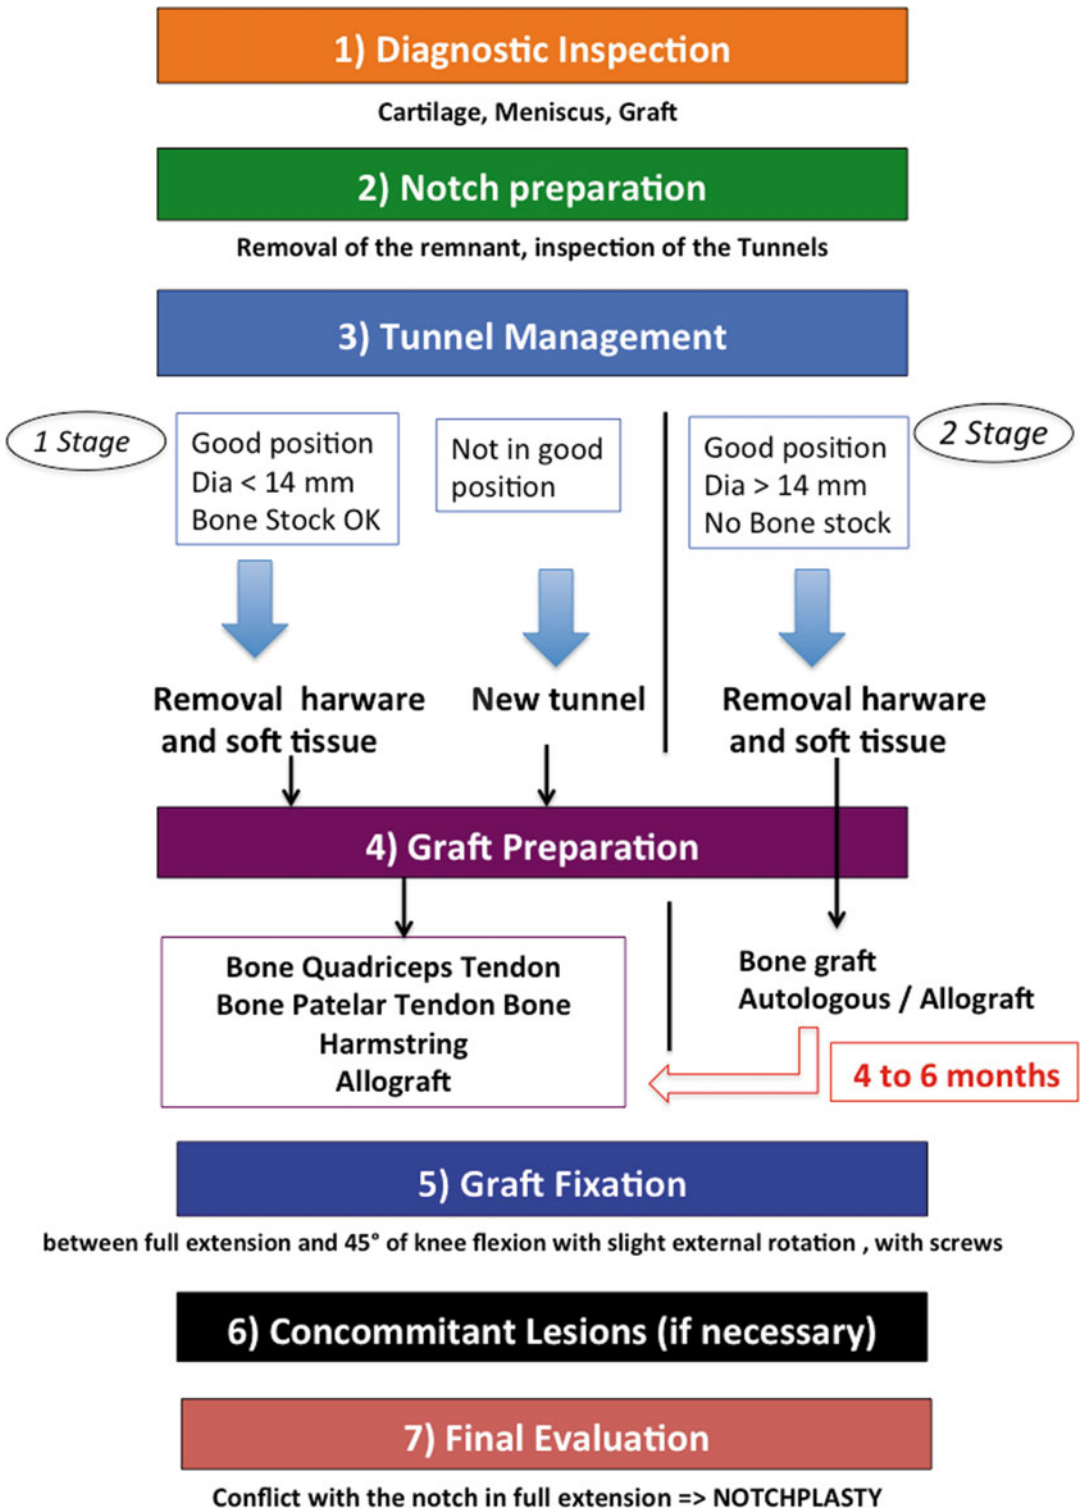 1) Diagnostic Inspection
Cartilage, Meniscus, Graft
2) Notch preparation
Removal of the remnant, inspection of the Tunnels
3) Tunnel Management
1 Stage
Good position
Dia < 14 mm
Bone Stock OK
Not in good
position
Good position
Dia > 14 mm
No Bone stock
2 Stage
Removal harware
and soft tissue
New tunnel
Removal harware
and soft tissue
4) Graft Preparation
Bone Quadriceps Tendon
Bone Patelar Tendon Bone
Harmstring
Allograft
Bone graft
Autologous / Allograft
4 to 6 months
5) Graft Fixation
between full extension and 45° of knee flexion with slight external rotation , with screws
6) Concommitant Lesions (if necessary)
7) Final Evaluation
Conflict with the notch in full extension => NOTCHPLASTY